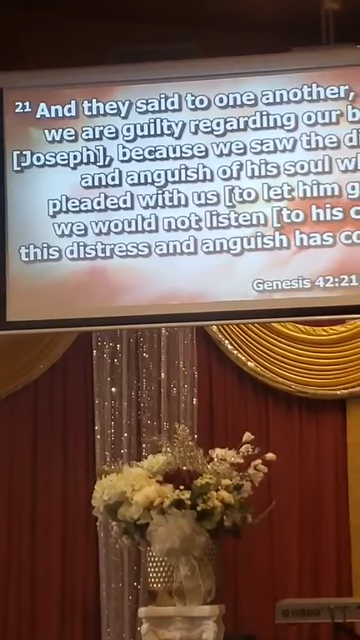 21 And they said to one another,
we are guilty regarding our
[Joseph], because we saw the
and anguish of his soul
pleaded with us [to let him
we would not listen [to his
this distress and anguish has
Genesis 42:21
YAMAHA